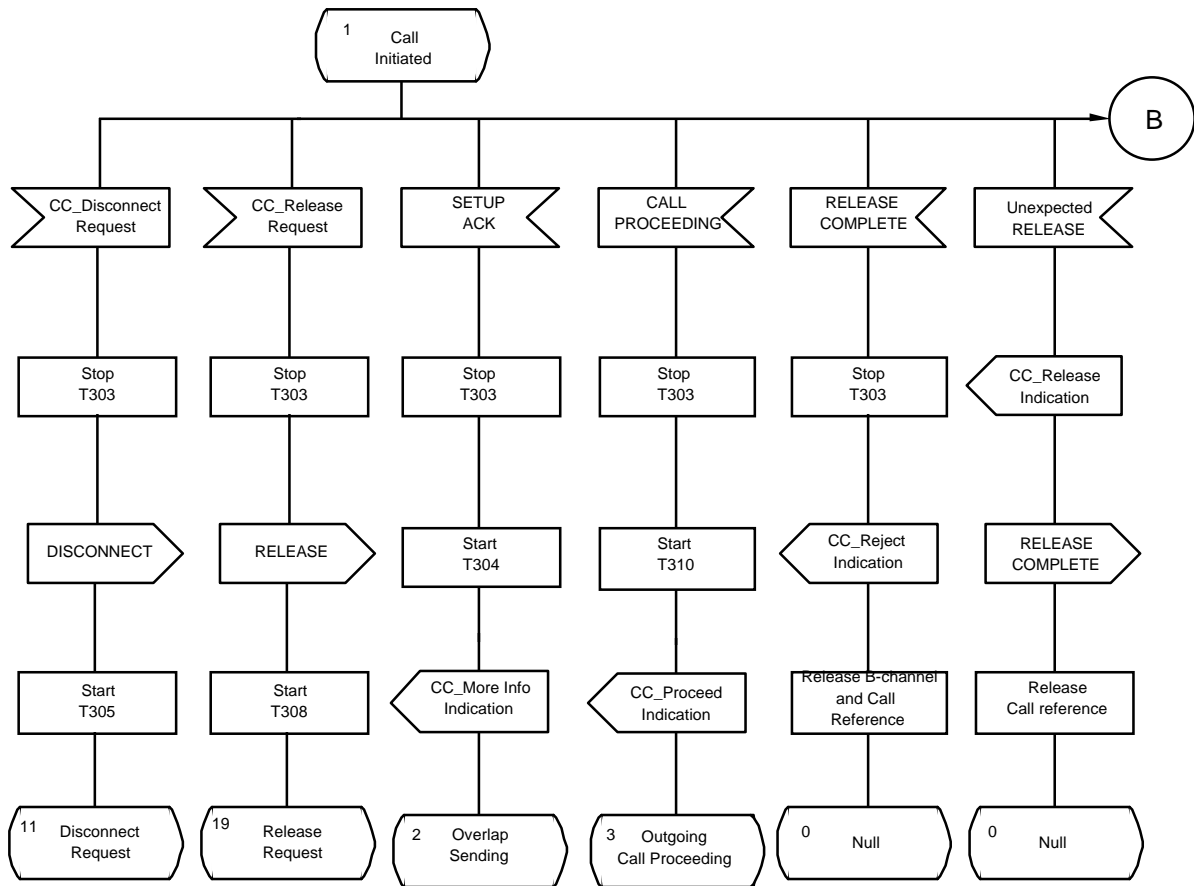 1
Call
Initiated
B
CC_Disconnect
Request
CC_Release
Request
SETUP
ACK
CALL
PROCEEDING
RELEASE
COMPLETE
Unexpected
RELEASE
Stop
T303
Stop
T303
Stop
T303
Stop
T303
Stop
T303
CC_Release
Indication
DISCONNECT
RELEASE
Start
T304
Start
T310
CC_Reject
Indication
RELEASE
COMPLETE
Start
T305
Start
T308
CC_More Info
Indication
CC_Proceed
Indication
Release B-channel
and Call
Reference
Release
Call reference
11
Disconnect
Request
19
Release
Request
2
Overlap
Sending
3
Outgoing
Call Proceeding
0
Null
0
Null